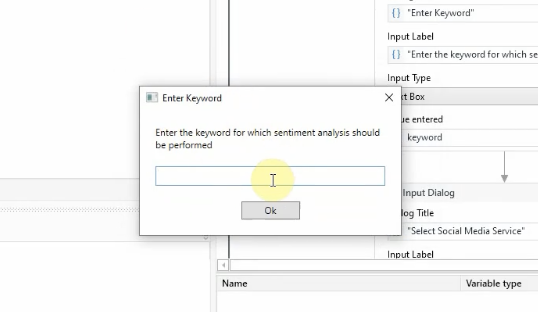 "Enter Keyword"
Input Label
"Enter the keyword for which se
Input Type
Enter Keyword
xt Box
Enter the keyword for which sentiment analysis should
be performed
ue entered
keyword
Ok
Input Dialog
log Title
"Select Social Media Service"
Input Label
Name Variable type